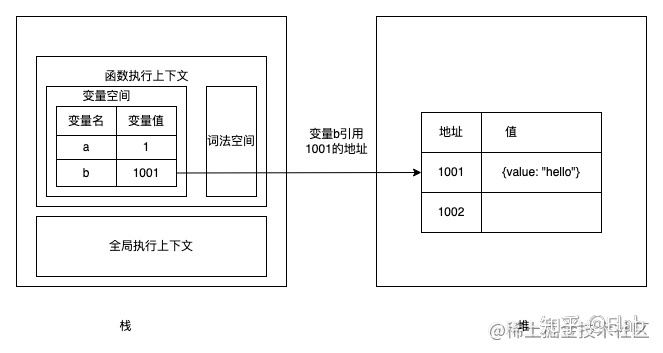 函数执行上下文
变量空间
变量名 变量值
a 1
b 1001
词法空间
全局执行上下文
栈
变量b引用
1001的地址
地址 值
1001 {value: "hello"}
1002
堆
知乎 @Elab
@稀土掘金技术社区